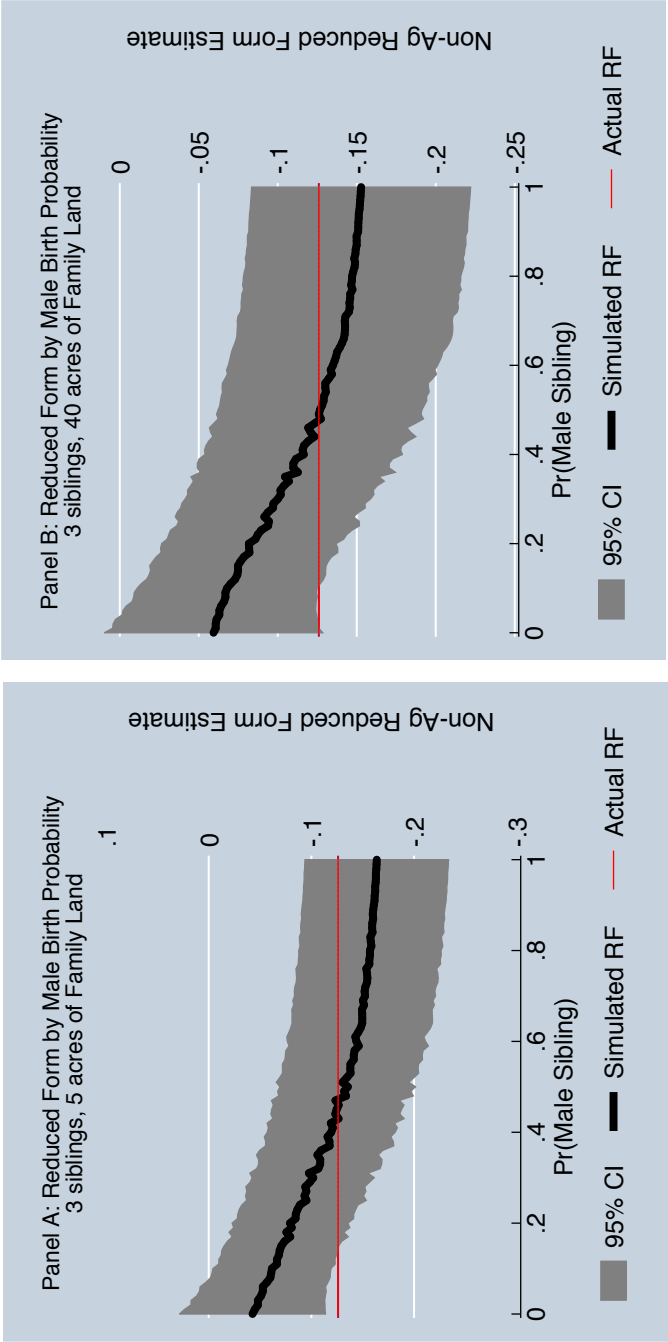 Panel A: Reduced Form by Male Birth Probability
3 siblings, 5 acres of Family Land
.1
0
-.1
-.2
-.3
Non-Ag Reduced Form Estimate
0 .2 .4 .6 .8 1
Pr(Male Sibling)
95% CI Simulated RF Actual RF
Panel B: Reduced Form by Male Birth Probability
3 siblings, 40 acres of Family Land
0
-.05
-.1
-.15
-.2
-.25
Non-Ag Reduced Form Estimate
0 .2 .4 .6 .8 1
Pr(Male Sibling)
95% CI Simulated RF Actual RF